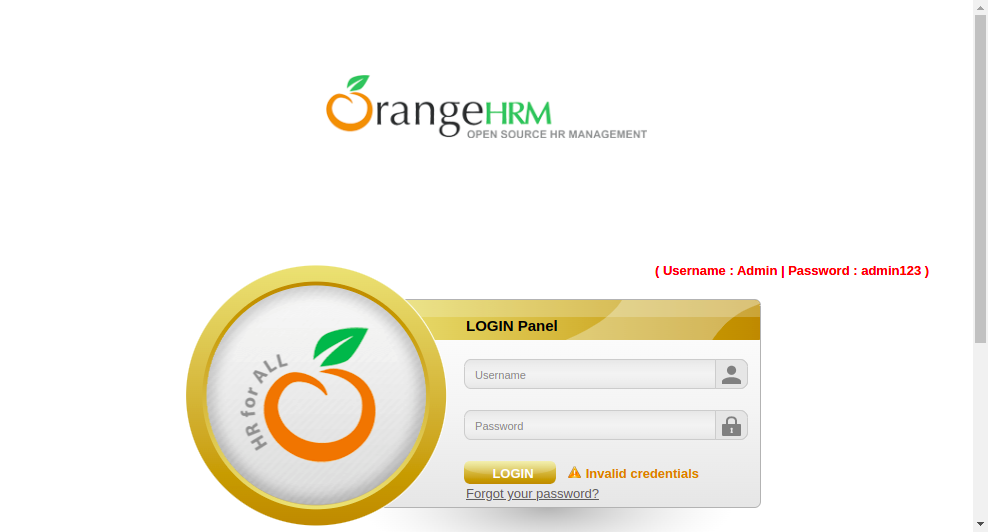 OrangeHRM
OPEN SOURCE HR MANAGEMENT
( Username : Admin | Password : admin123 )
LOGIN Panel
HR for ALL
Username
Password
LOGIN
Invalid credentials
Forgot your password?